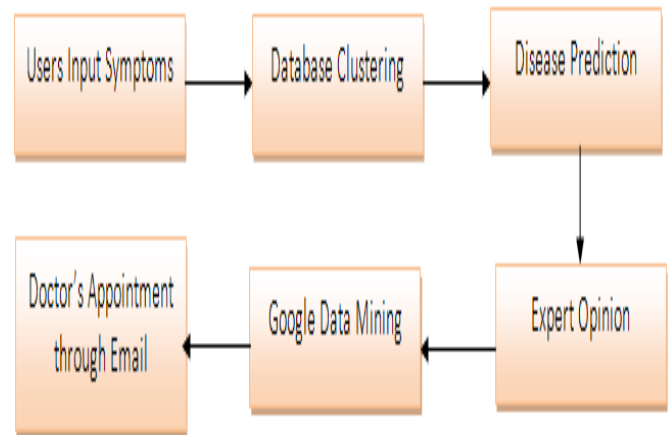 Users Input Symptoms
Database Clustering
Disease Prediction
Expert Opinion
Google Data Mining
Doctor's Appointment
through Email